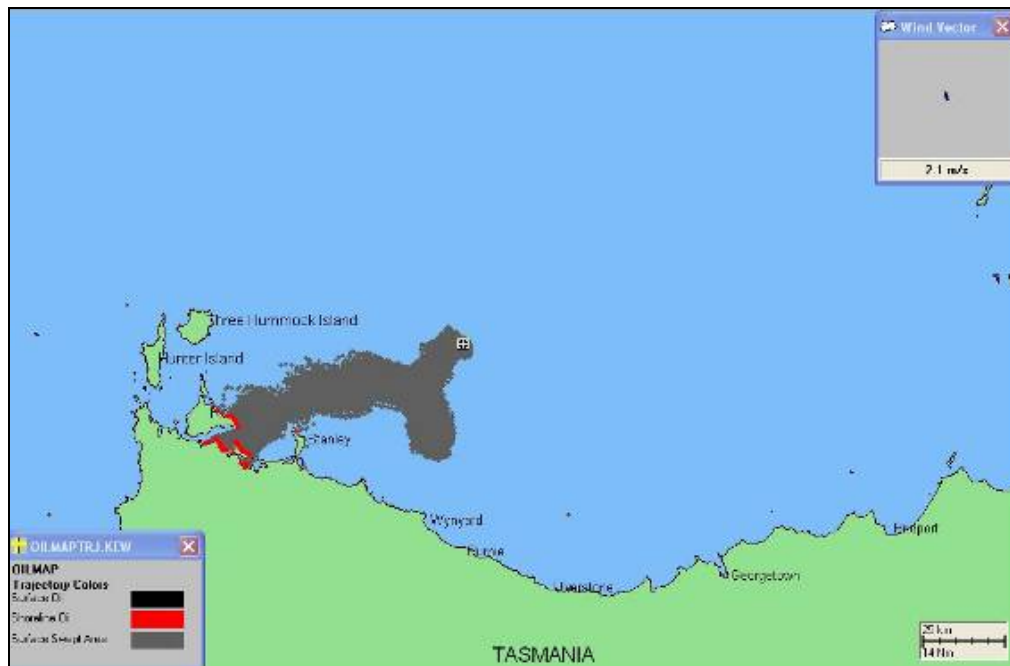 Wind Vector
2.1 m/s
Three Hummock Island
Hunter Island
Stanley
Wynyard
Burnie
Ulverstone
Georgetown
OILMAPTRJ.KEW
OILMAP
Trajectory Colors
Surface Oil
Shoreline Oil
Surface Swept Area
TASMANIA
25 km
14 Nm